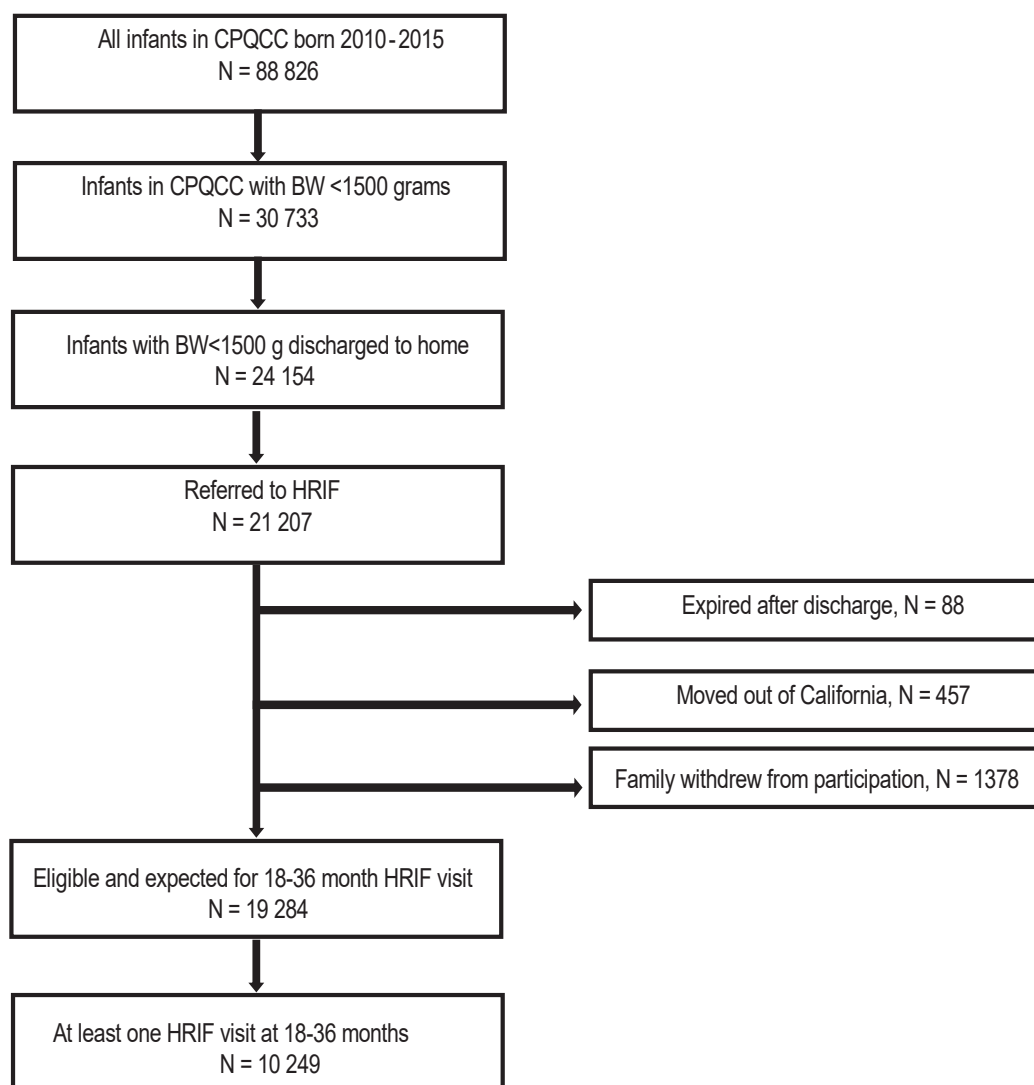 All infants in CPQCC born 2010-2015
N = 88 826
Infants in CPQCC with BW <1500 grams
N = 30 733
Infants with BW<1500 g discharged to home
N = 24 154
Referred to HRIF
N = 21 207
Expired after discharge, N = 88
Moved out of California, N = 457
Family withdrew from participation, N = 1378
Eligible and expected for 18-36 month HRIF visit
N = 19 284
At least one HRIF visit at 18-36 months
N = 10 249